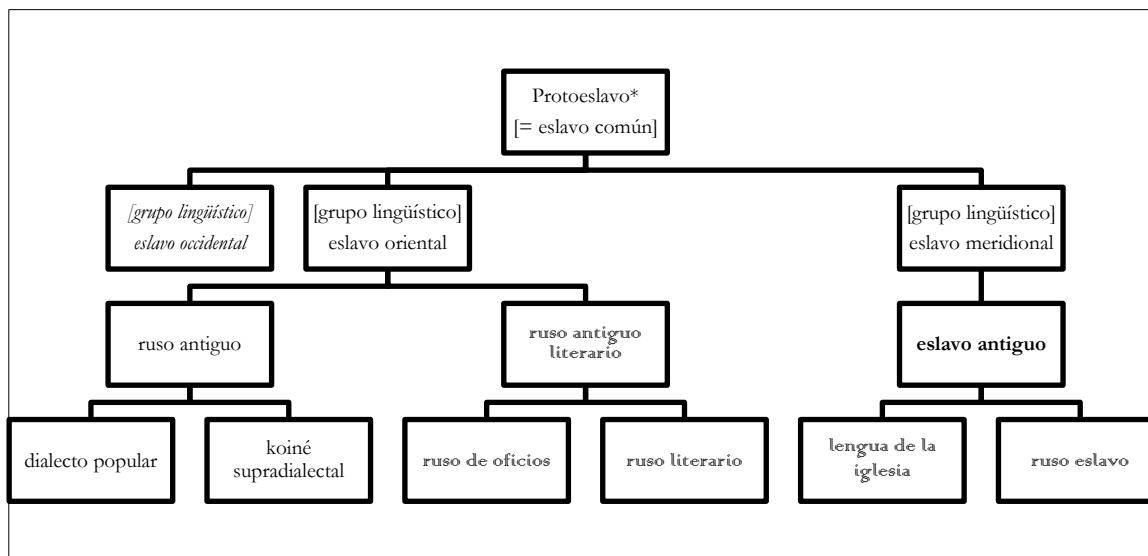 Protoeslavo*
[= eslavo común]
[grupo lingüístico]
eslavo occidental
[grupo lingüístico]
eslavo oriental
[grupo lingüístico]
eslavo meridional
ruso antiguo
ruso antiguo
literario
eslavo antiguo
dialecto popular
koiné
supradialectal
ruso de oficios
ruso literario
lengua de la
iglesia
ruso eslavo